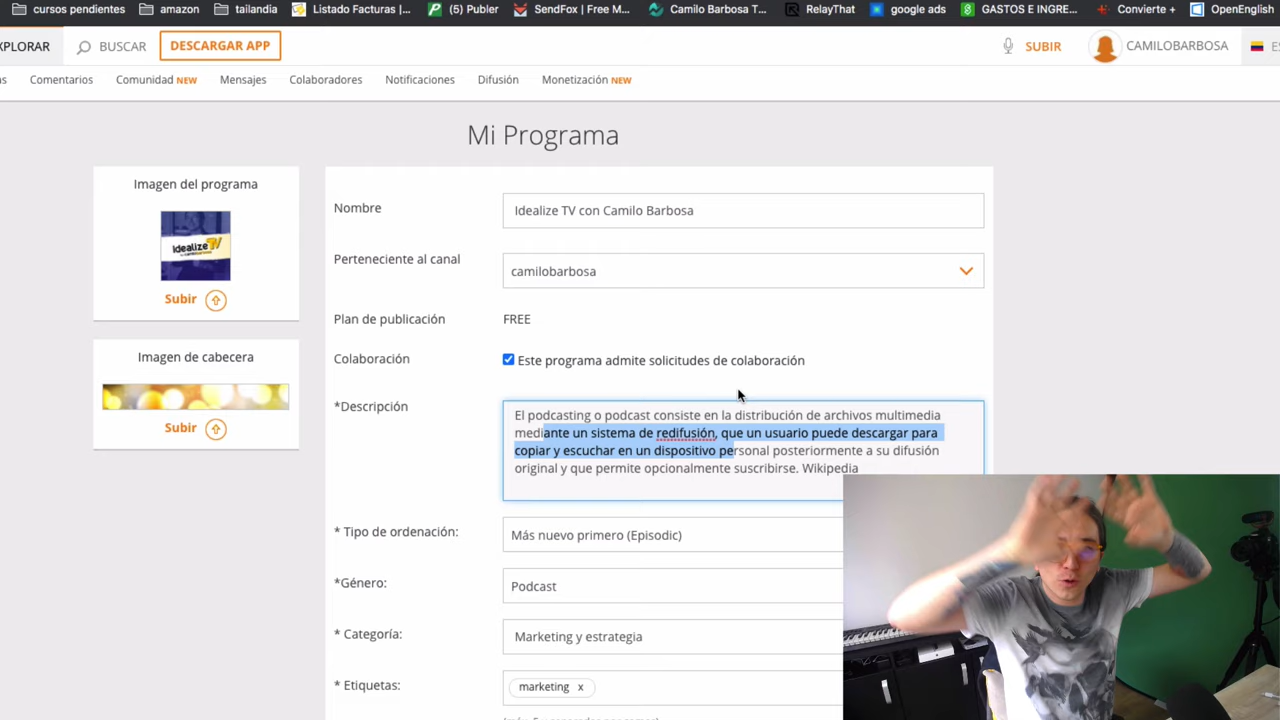 cursos pendientes
amazon
tailandia
Listado Facturas |...
(5) Publer
SendFox | Free M...
Camilo Barbosa T...
RelayThat
google ads
GASTOS E INGRE...
Convierte +
OpenEnglish
XPLORAR
BUSCAR
DESCARGAR APP
SUBIR
CAMILOBARBOSA
ES
as
Comentarios
Comunidad NEW
Mensajes
Colaboradores
Notificaciones
Difusión
Monetización NEW
Mi Programa
Imagen del programa
Idealize TV
Subir
Imagen de cabecera
Subir
Nombre
Idealize TV con Camilo Barbosa
Perteneciente al canal
camilobarbosa
Plan de publicación
FREE
Colaboración
Este programa admite solicitudes de colaboración
*Descripción
El podcasting o podcast consiste en la distribución de archivos multimedia
mediante un sistema de redifusión, que un usuario puede descargar para
copiar y escuchar en un dispositivo personal posteriormente a su difusión
original y que permite opcionalmente suscribirse. Wikipedia
* Tipo de ordenación:
Más nuevo primero (Episodic)
*Género:
Podcast
* Categoría:
Marketing y estrategia
* Etiquetas:
marketing x